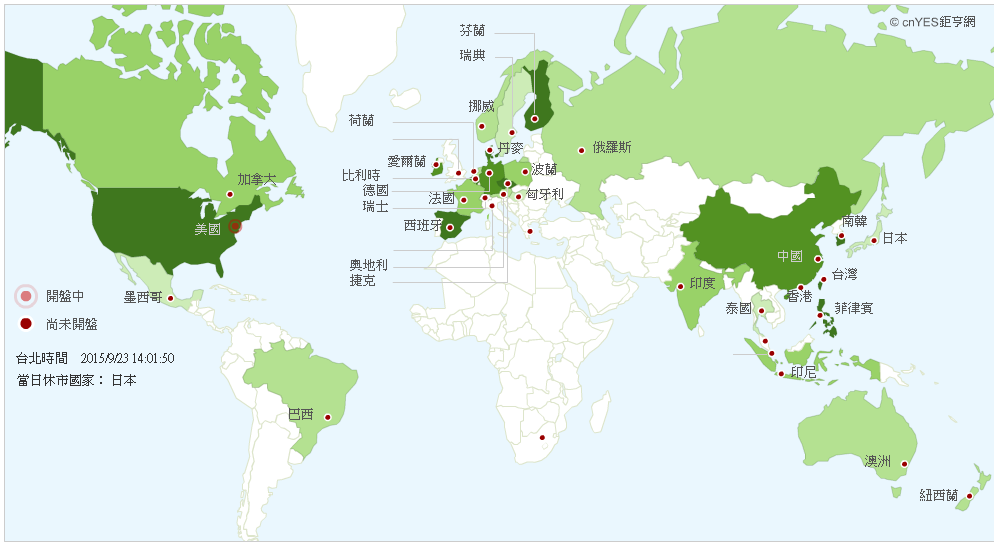 芬蘭
© cnYES鉅亨網
瑞典
挪威
荷蘭
丹麥
俄羅斯
愛爾蘭
波蘭
比利時
加拿大
德國
匈牙利
法國
瑞士
西班牙
南韓
美國
日本
中國
奧地利
台灣
捷克
印度
開盤中
墨西哥
香港
泰國
菲律賓
尚未開盤
台北時間 2015/9/23 14:01:50
當日休市國家： 日本
印尼
巴西
澳洲
紐西蘭